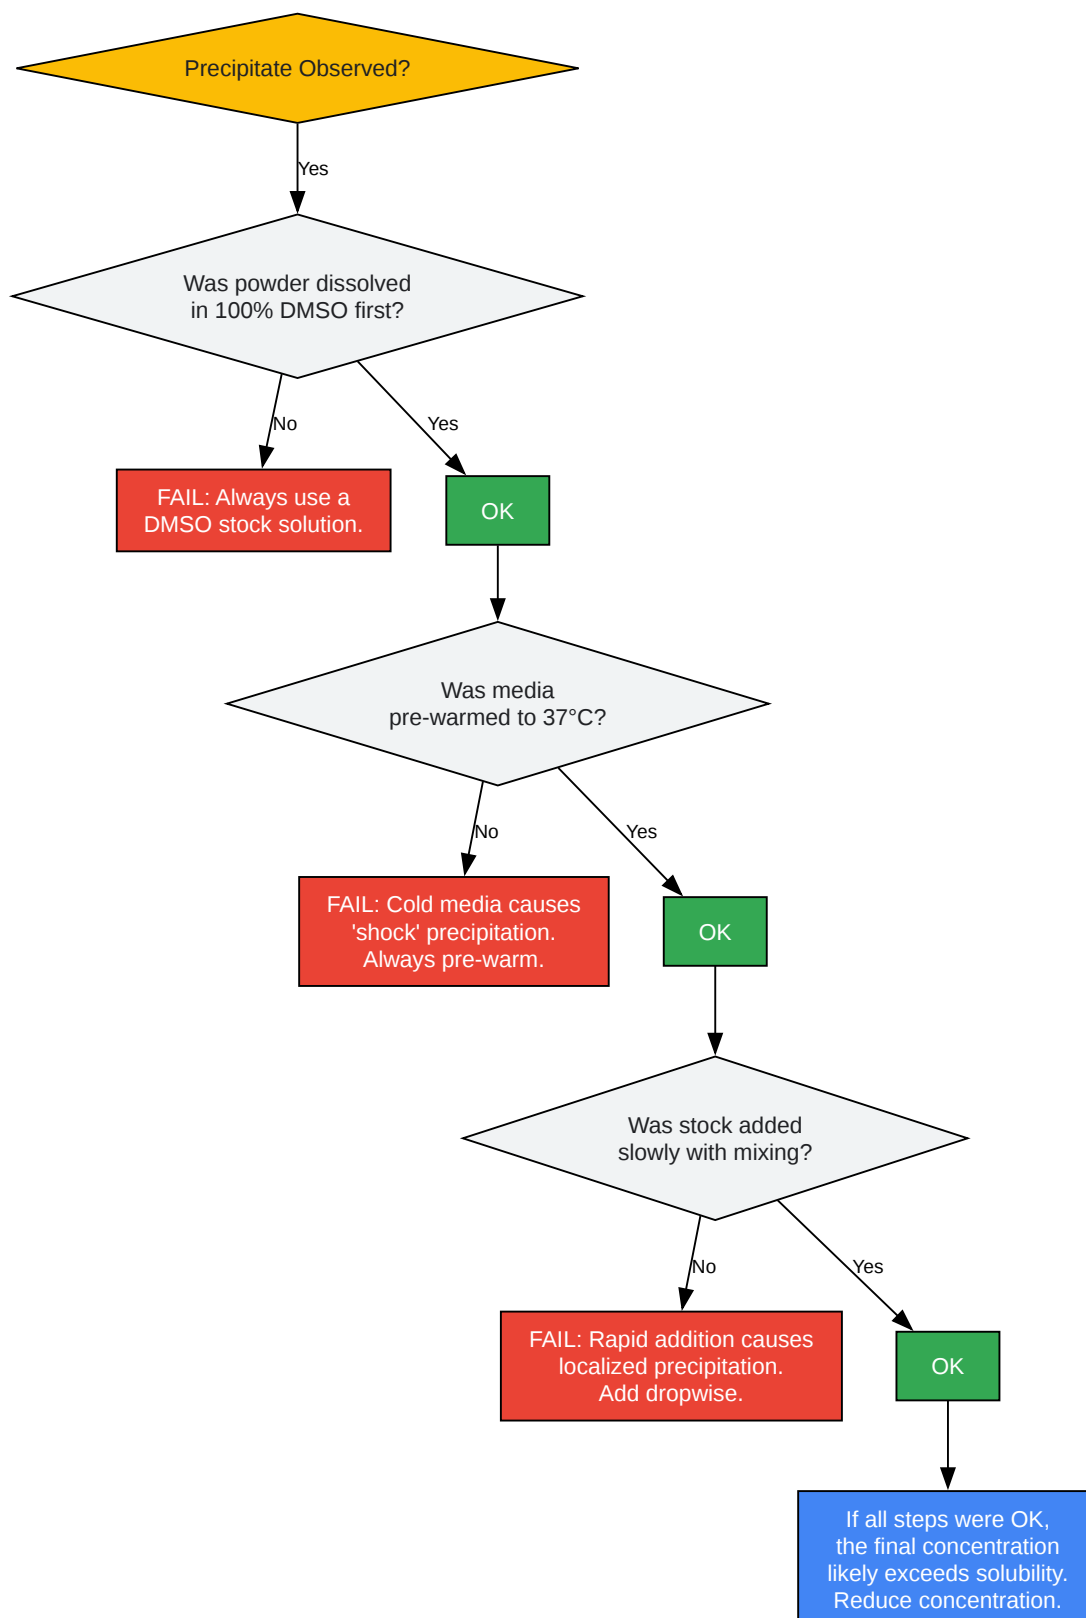 Precipitate Observed?
Yes
Was powder dissolved
in 100% DMSO first?
No
Yes
FAIL: Always use a
DMSO stock solution.
OK
Was media
pre-warmed to 37°C?
No
Yes
FAIL: Cold media causes
'shock' precipitation.
Always pre-warm.
OK
Was stock added
slowly with mixing?
No
Yes
FAIL: Rapid addition causes
localized precipitation.
Add dropwise.
OK
If all steps were OK,
the final concentration
likely exceeds solubility.
Reduce concentration.